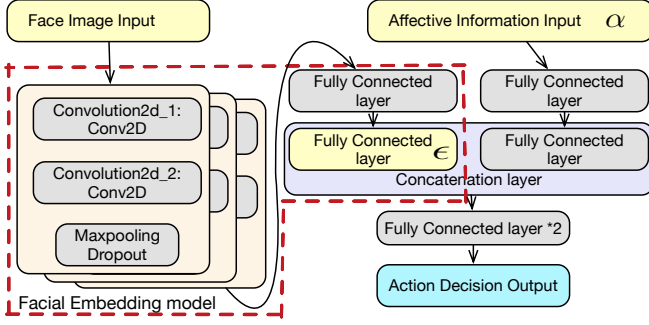 Face Image Input
Affective Information Input α
Convolution2d_1:
Conv2D
Convolution2d_2:
Conv2D
Maxpooling
Dropout
Facial Embedding model
Fully Connected
layer
Fully Connected
layer
Fully Connected
layer ϵ
Fully Connected
layer
Concatenation layer
Fully Connected layer *2
Action Decision Output